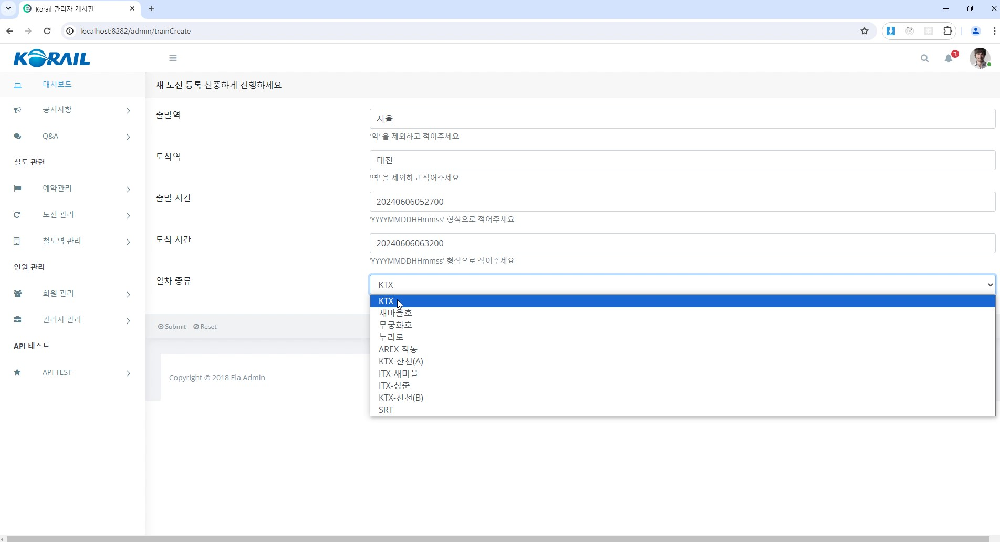 Korail 관리자 게시판
localhost:8282/admin/trainCreate
KORAIL
3
대시보드
공지사항
Q&A
철도 관련
예약관리
노선 관리
철도역 관리
인원 관리
회원 관리
관리자 관리
API 테스트
API TEST
새 노선 등록 신중하게 진행하세요
출발역
서울
'역' 을 제외하고 적어주세요
도착역
대전
'역' 을 제외하고 적어주세요
출발 시간
20240606052700
'YYYYMMDDHHmmss' 형식으로 적어주세요
도착 시간
20240606063200
'YYYYMMDDHHmmss' 형식으로 적어주세요
열차 종류
KTX
KTX
새마을호
무궁화호
누리로
AREX 직통
KTX-산천(A)
ITX-새마을
ITX-청춘
KTX-산천(B)
SRT
Submit Reset
Copyright © 2018 Ela Admin